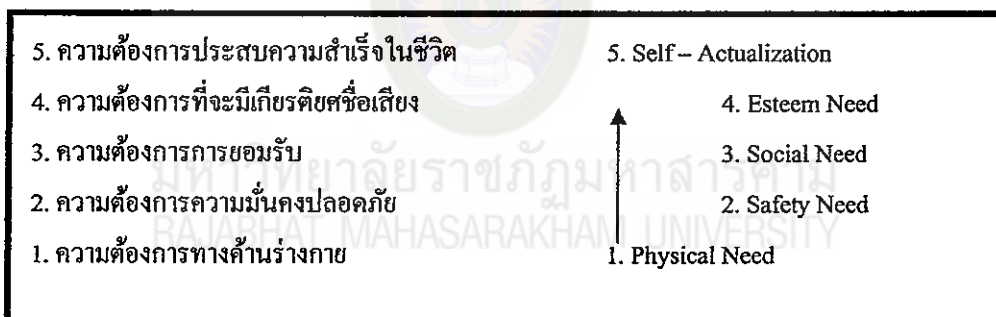 5. ความต้องการประสบความสำเร็จในชีวิต 5. Self – Actualization
4. ความต้องการที่จะมีเกียรติยศชื่อเสียง 4. Esteem Need
3. ความต้องการการยอมรับ 3. Social Need
มหาวิทยาลัยราชภัฏมหาสารคาม
2. ความต้องการความมั่นคงปลอดภัย 2. Safety Need
RAJABHAT MAHASARAKHAM UNIVERSITY
1. ความต้องการทางด้านร่างกาย 1. Physical Need